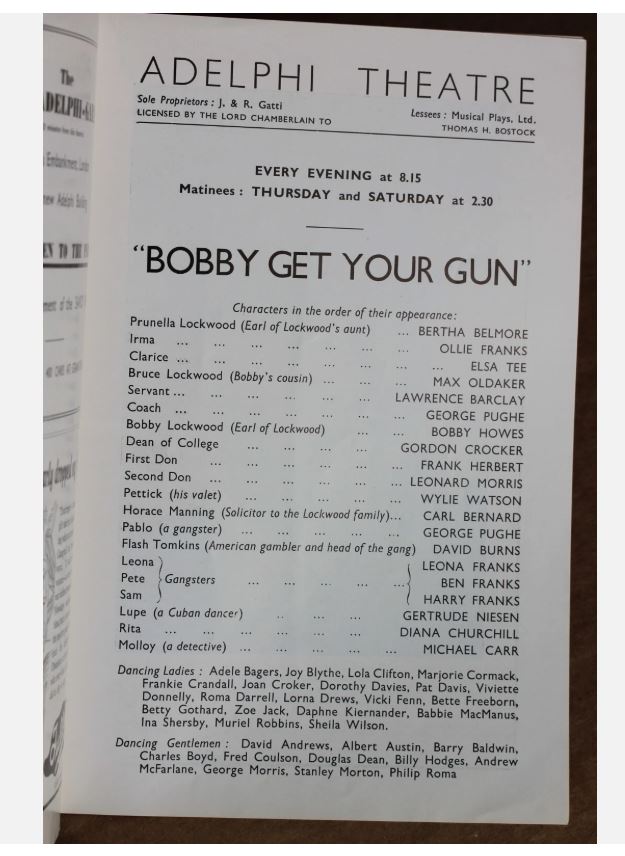 The
ADELPHI
Embankment, London
new Adelphi Building
ADELPHI THEATRE
Sole Proprietors : J. & R. Gatti
Lessees : Musical Plays, Ltd.
LICENSED BY THE LORD CHAMBERLAIN TO
THOMAS H. BOSTOCK
EVERY EVENING at 8.15
Matinees : THURSDAY and SATURDAY at 2.30
"BOBBY GET YOUR GUN"
Characters in the order of their appearance:
Prunella Lockwood (Earl of Lockwood's aunt) ... BERTHA BELMORE
Irma ... ... ... ... ... ... OLLIE FRANKS
Clarice ... ... ... ... ... ... ... ELSA TEE
Bruce Lockwood (Bobby's cousin) ... ... ... MAX OLDAKER
Servant ... ... ... ... ... ... LAWRENCE BARCLAY
Coach ... ... ... ... ... ... GEORGE PUGHE
Bobby Lockwood (Earl of Lockwood) ... ... BOBBY HOWES
Dean of College ... ... ... ... GORDON CROCKER
First Don ... ... ... ... ... ... FRANK HERBERT
Second Don ... ... ... ... ... ... LEONARD MORRIS
Pettick (his valet) ... ... ... ... ... WYLIE WATSON
Horace Manning (Solicitor to the Lockwood family)... CARL BERNARD
Pablo (a gangster) ... ... ... ... ... GEORGE PUGHE
Flash Tomkins (American gambler and head of the gang) DAVID BURNS
Leona LEONA FRANKS
Pete Gangsters ... ... ... ... ... BEN FRANKS
Sam HARRY FRANKS
Lupe (a Cuban dancer) .. ... ... GERTRUDE NIESEN
Rita ... ... ... ... ... ... DIANA CHURCHILL
Molloy (a detective) ... ... ... ... ... MICHAEL CARR
Dancing Ladies : Adele Bagers, Joy Blythe, Lola Clifton, Marjorie Cormack,
Frankie Crandall, Joan Croker, Dorothy Davies, Pat Davis, Viviette
Donnelly, Roma Darrell, Lorna Drews, Vicki Fenn, Bette Freeborn,
Betty Gothard, Zoe Jack, Daphne Kiernander, Babbie MacManus,
Ina Shersby, Muriel Robbins, Sheila Wilson.
Dancing Gentlemen : David Andrews, Albert Austin, Barry Baldwin,
Charles Boyd, Fred Coulson, Douglas Dean, Billy Hodges, Andrew
McFarlane, George Morris, Stanley Morton, Philip Roma